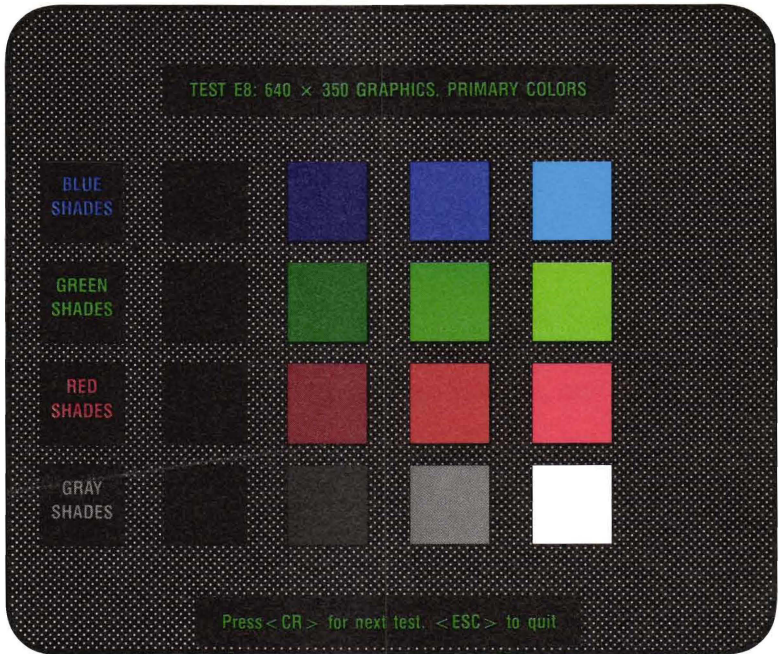 TEST E8: 640 × 350 GRAPHICS. PRIMARY COLORS
BLUE
SHADES
GREEN
SHADES
RED
SHADES
GRAY
SHADES
Press < CR > for next test. < ESC > to quit